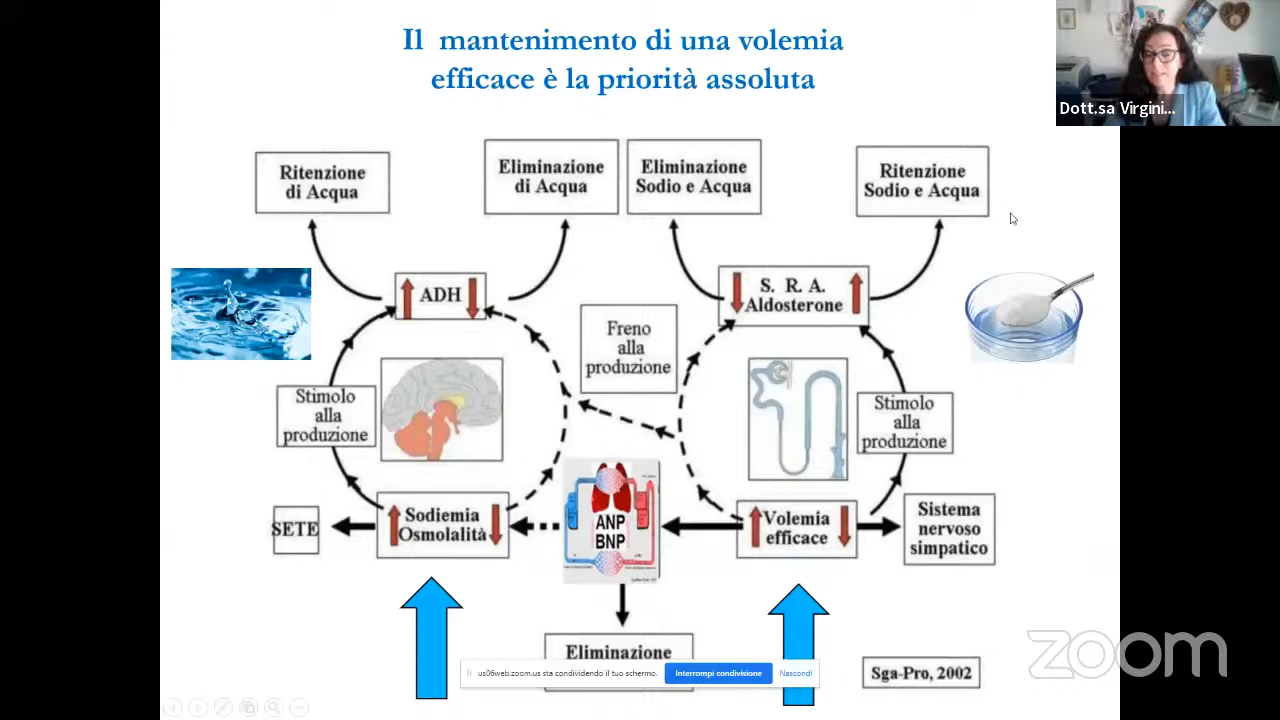 Il mantenimento di una volemia
efficace è la priorità assoluta
Dott.sa Virgini...
Ritenzione
di Acqua
Eliminazione
di Acqua
Eliminazione
Sodio e Acqua
Ritenzione
Sodio e Acqua
ADH
S. R. A.
Aldosterone
Freno
alla
produzione
Stimolo
alla
produzione
Stimolo
alla
produzione
SETE
Sodiemia
Osmolalità
ANP
BNP
Volemia
efficace
Sistema
nervoso
simpatico
Eliminazione
us06web.zoom.us sta condividendo il tuo schermo.
Interrompi condivisione
Nascondi
Sga-Pro, 2002
zoom